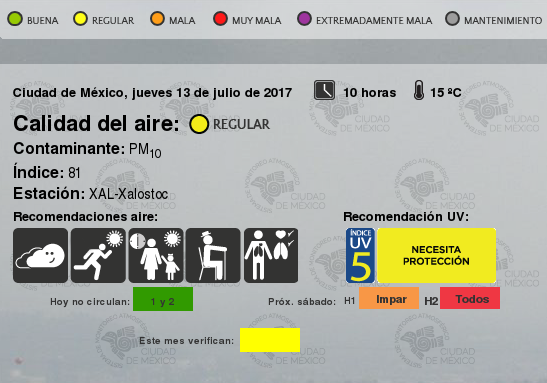 BUENA REGULAR MALA MUY MALA EXTREMADAMENTE MALA MANTENIMIENTO
Ciudad de México, jueves 13 de julio de 2017 10 horas 15 ºC
Calidad del aire: REGULAR
Contaminante: PM10
Índice: 81
Estación: XAL-Xalostoc
Recomendaciones aire: Recomendación UV:
ÍNDICE
UV
5
NECESITA
PROTECCIÓN
Hoy no circulan: 1 y 2 Próx. sábado: H1 Impar H2 Todos
Este mes verifican:
CIUDAD
DE MÉXICO